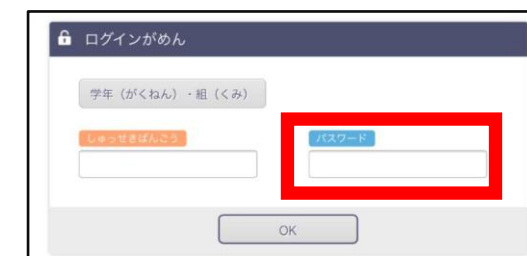 ログインがめん
学年（がくねん）・組（くみ）
しゅっせきばんごう
パスワード
OK